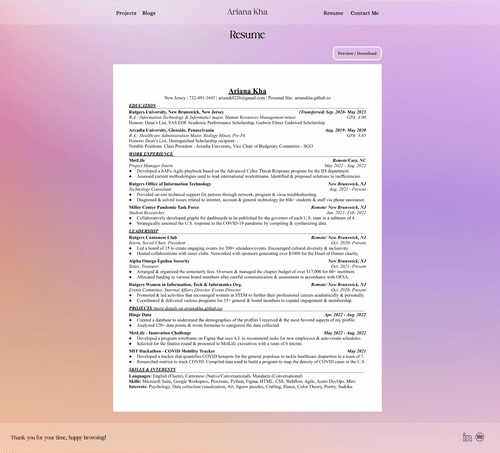 Projects Blogs Ariana Kha Resume Contact Me
Resume
Preview / Download
Ariana Kha
New Jersey | 732-491-1643 | arianak0226@gmail.com | Personal Site: arianakha.github.io
EDUCATION
Rutgers University, New Brunswick, New Jersey (Transferred) Sep. 2020- May 2023
B.A.: Information Technology & Informatics major, Human Resources Management minor GPA: 4.00
Honors: Dean's List, SAS EOF Academic Performance Scholarship, Godwin Elmer Endowed Scholarship
Arcadia University, Glenside, Pennsylvania Aug. 2019- May 2020
B.A.: Healthcare Administration Major, Biology Minor, Pre-PA GPA: 3.65
Honors: Dean's List, Distinguished Scholarship recipient
Notable Positions: Class President - Arcadia University, Vice Chair of Budgetary Committee - SGO
WORK EXPERIENCE
MetLife Remote/Cary, NC
Project Manager Intern May 2022 - Aug. 2022
● Developed a SAFe-Agile playbook based on the Advanced Cyber Threat Response program for the IIS department.
● Assessed current methodologies used to lead international workstreams. Identified & proposed solutions to inefficiencies.
Rutgers Office of Information Technology New Brunswick, NJ
Technology Consultant Aug. 2021 - Present
● Provided on-site technical support for patrons through network, program & virus troubleshooting.
● Diagnosed & solved issues related to internet, account & general technology for 60k+ students & staff via phone assistance.
Miller Center Pandemic Task Force Remote/ New Brunswick, NJ
Student Researcher Jan. 2021- Feb. 2022
● Collaboratively developed graphs for dashboards to be published for the governor of each U.S. state in a subteam of 4.
● Strategically assessed the U.S. response to the COVID-19 pandemic by compiling & synthesizing data.
LEADERSHIP
Rutgers Cantonese Club Remote/ New Brunswick, NJ
Intern, Social Chair, President Oct. 2020- Present
● Led a board of 15 to create engaging events for 200+ attendees/events. Encouraged cultural diversity & inclusivity.
● Hosted collaborations with sister clubs. Networked with sponsors generating over $1000 for the Heart of Dinner charity.
Alpha Omega Epsilon Sorority New Brunswick, NJ
Sister, Treasurer Oct. 2021- Present
● Arranged & organized the semesterly fees. Oversaw & managed the chapter budget of over $17,000 for 60+ members.
● Allocated funding to various board members after careful communication & assessment in accordance with OFSA.
Rutgers Women in Information, Tech & Informatics Org. Remote/ New Brunswick, NJ
Events Committee, Internal Affairs Director, Events Director Oct. 2020- Present
● Promoted & led activities that encouraged women in STEM to further their professional careers academically & personally.
● Coordinated & delivered various programs for 35+ general & board members to expand engagement & membership.
PROJECTS (more details on arianakha.github.io)
Hinge Data Apr. 2022 - Aug. 2022
● Created a database to understand the demographics of the profiles I received & the most favored aspects of my profile.
● Analyzed 120+ data points & wrote formulas to categorize the data collected.
MetLife - Innovation Challenge May 2022 - Aug. 2022
● Developed a program wireframe on Figma that uses A.I. to recommend tasks for new employees & auto-create schedules.
● Selected for the finalist round & presented to MetLife executives with a team of 6 interns.
MIT Hackathon - COVID Mobility Tracker May 2021
● Developed a tracker that quantifies COVID hotspots for the general populous to tackle healthcare disparities in a team of 7.
● Researched metrics to track COVID. Compiled data used to build a program to map the density of COVID cases in the U.S.
SKILLS & INTERESTS
Languages: English (Fluent), Cantonese (Native/Conversational), Mandarin (Conversational)
Skills: Microsoft Suite, Google Workspace, Procreate, Python, Figma, HTML, CSS, Webflow, Agile, Azure DevOps, Miro
Interests: Psychology, Data collection/visualization, Art, Jigsaw puzzles, Crafting, Dance, Color Theory, Poetry, Sudoku
Thank you for your time, happy browsing!
in